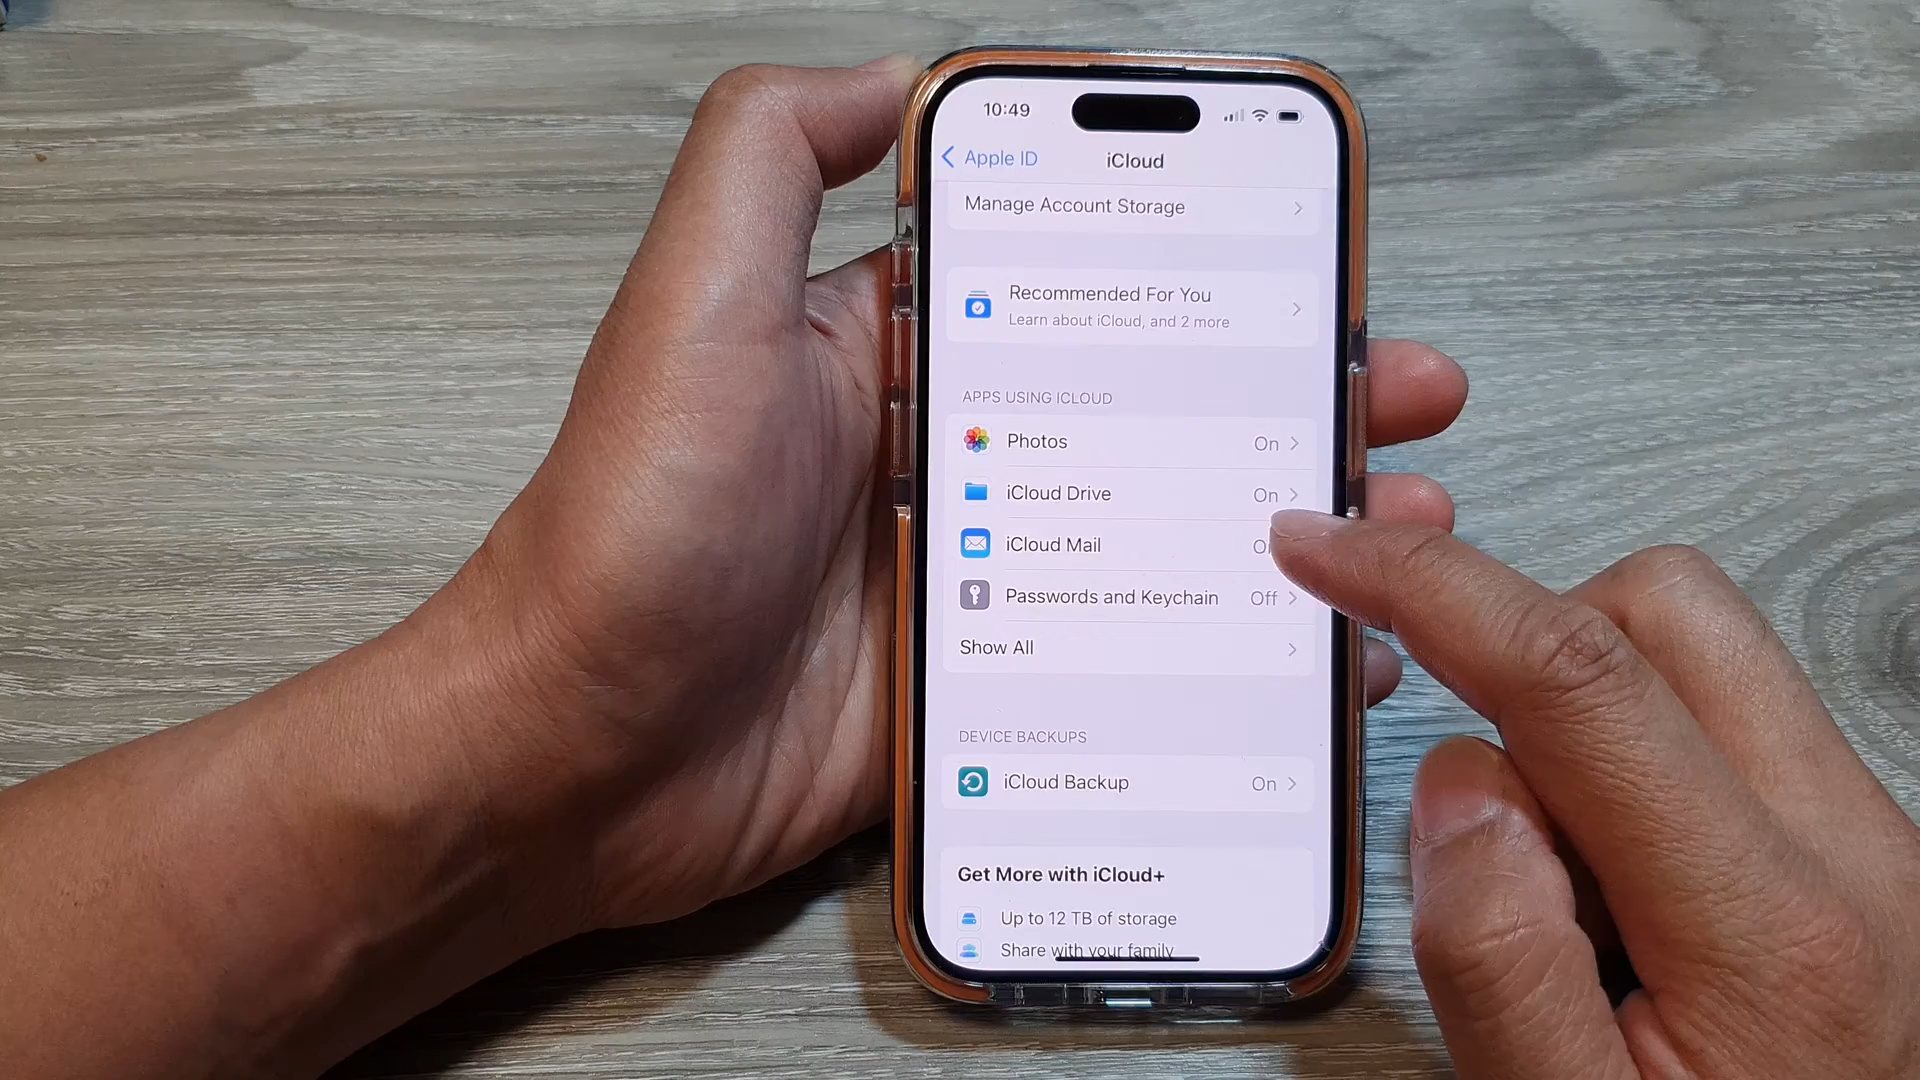 10:49
Apple ID
iCloud
Manage Account Storage
Recommended For You
Learn about iCloud, and 2 more
APPS USING ICLOUD
Photos On
iCloud Drive On
iCloud Mail
Passwords and Keychain Off
Show All
DEVICE BACKUPS
iCloud Backup On
Get More with iCloud+
Up to 12 TB of storage
Share with your family